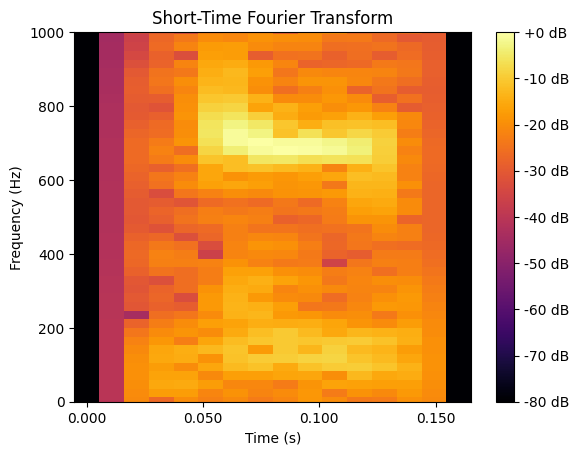 Short-Time Fourier Transform
1000
800
600
400
200
0
Frequency (Hz)
0.000
0.050
0.100
0.150
Time (s)
+0 dB
-10 dB
-20 dB
-30 dB
-40 dB
-50 dB
-60 dB
-70 dB
-80 dB